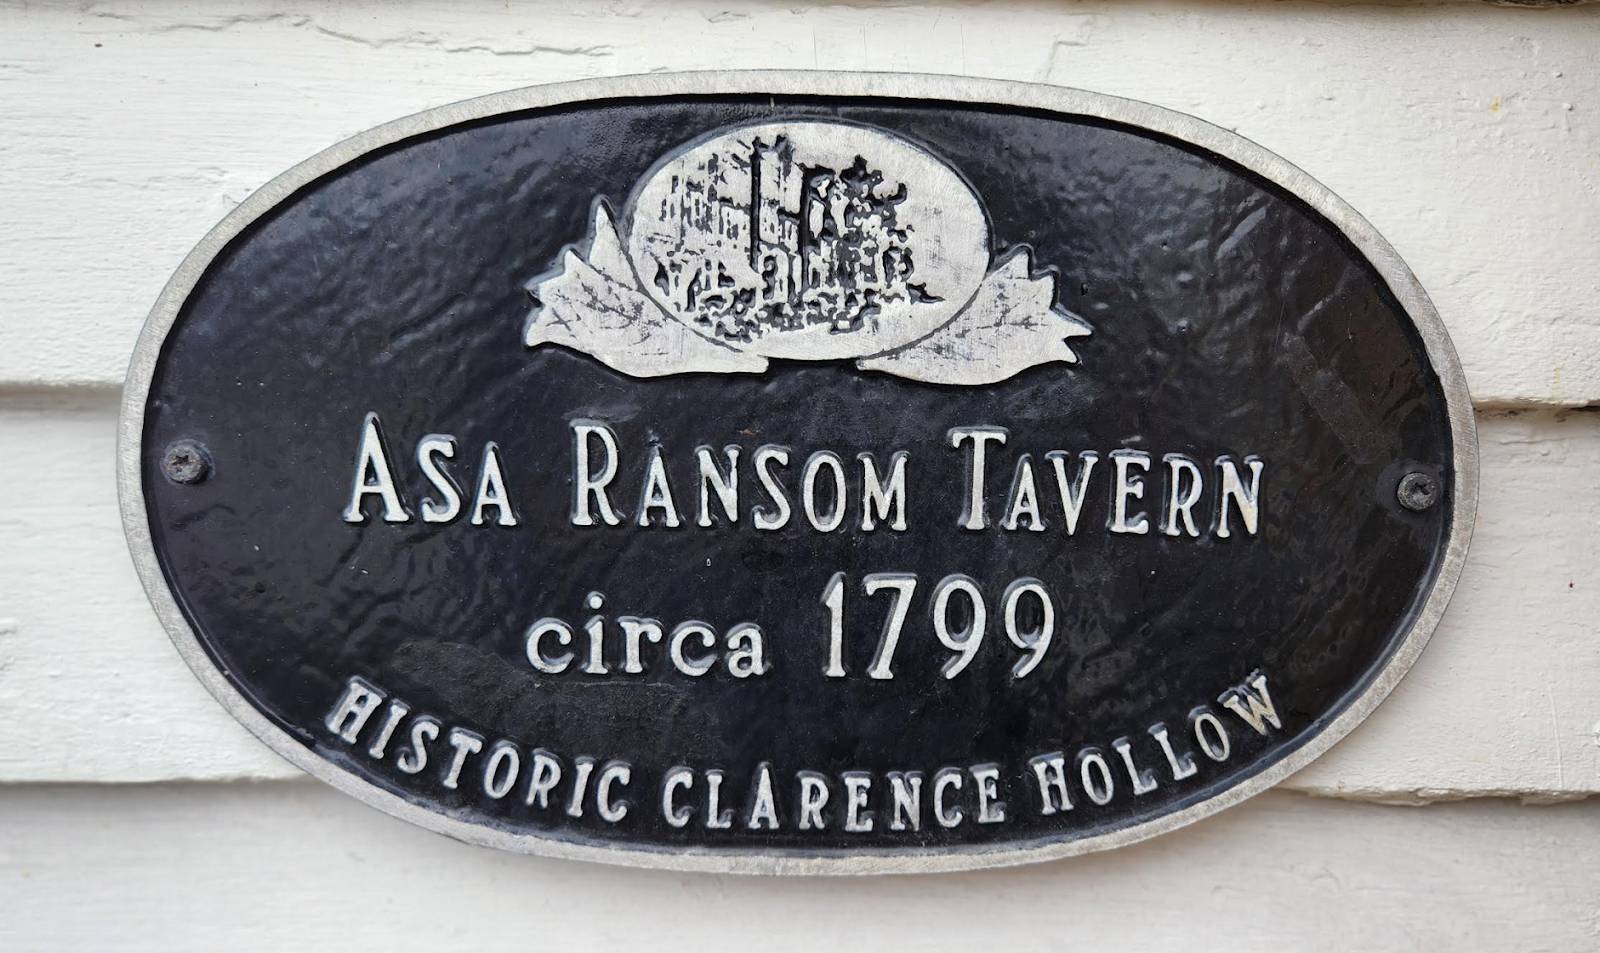 ASA RANSOM TAVERN
circa 1799
HISTORIC CLARENCE HOLLOW